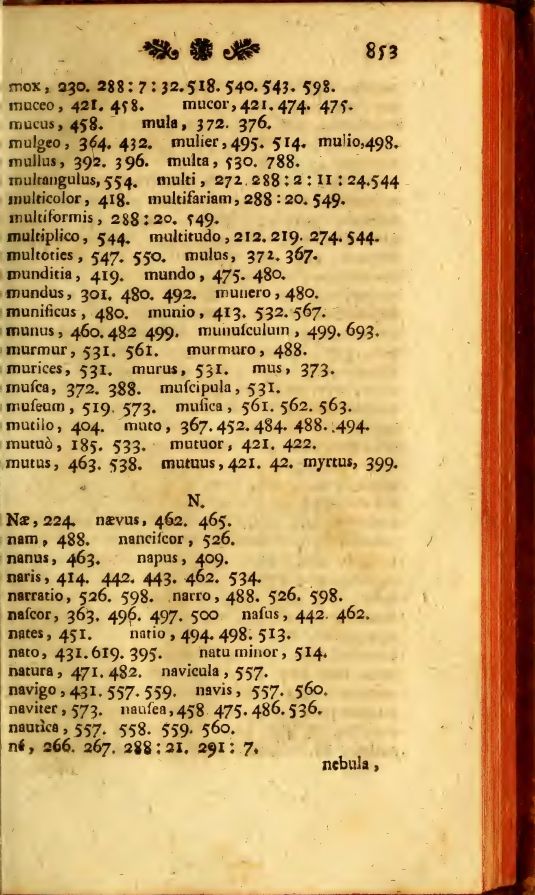 853
mox, 230. 288:7:32.518. 540. 543. 598.
muceo, 421. 458. mucor, 421. 474. 475.
mucus, 458. mula, 372. 376.
mulgeo, 364. 432. mulier, 495. 514. mulio, 498.
mullus, 392. 396. multa, 530. 788.
multangulus, 554. multi, 272. 288:2:11:24.544
multicolor, 418. multifariam, 288:20. 549.
multiformis, 288:20. 549.
multiplico, 544. multitudo, 212. 219. 274. 544.
multoties, 547. 550. mulus, 372. 367.
munditia, 419. mundo, 475. 480.
mundus, 301. 480. 492. munero, 480.
munificus, 480. munio, 413. 532. 567.
munus, 460. 482 499. munuſculum, 499. 693.
murmur, 531. 561. murmuro, 488.
murices, 531. murus, 531. mus, 373.
muſca, 372. 388. muſcipula, 531.
muſeum, 519. 573. muſica, 561. 562. 563.
mutilo, 404. muto, 367. 452. 484. 488. 494.
mutuò, 185. 533. mutuor, 421. 422.
mutus, 463. 538. mutuus, 421. 42. myrtus, 399.
N.
Næ, 224. nævus, 462. 465.
nam, 488. nanciſcor, 526.
nanus, 463. napus, 409.
naris, 414. 442. 443. 462. 534.
narratio, 526. 598. narro, 488. 526. 598.
naſcor, 363. 496. 497. 500 naſus, 442. 462.
nates, 451. natio, 494. 498. 513.
nato, 431. 619. 395. natu minor, 514.
natura, 471. 482. navicula, 557.
navigo, 431. 557. 559. navis, 557. 560.
naviter, 573. nauſea, 458 475. 486. 536.
nautica, 557. 558. 559. 560.
né, 266. 267. 288:21. 291: 7.
nebula,